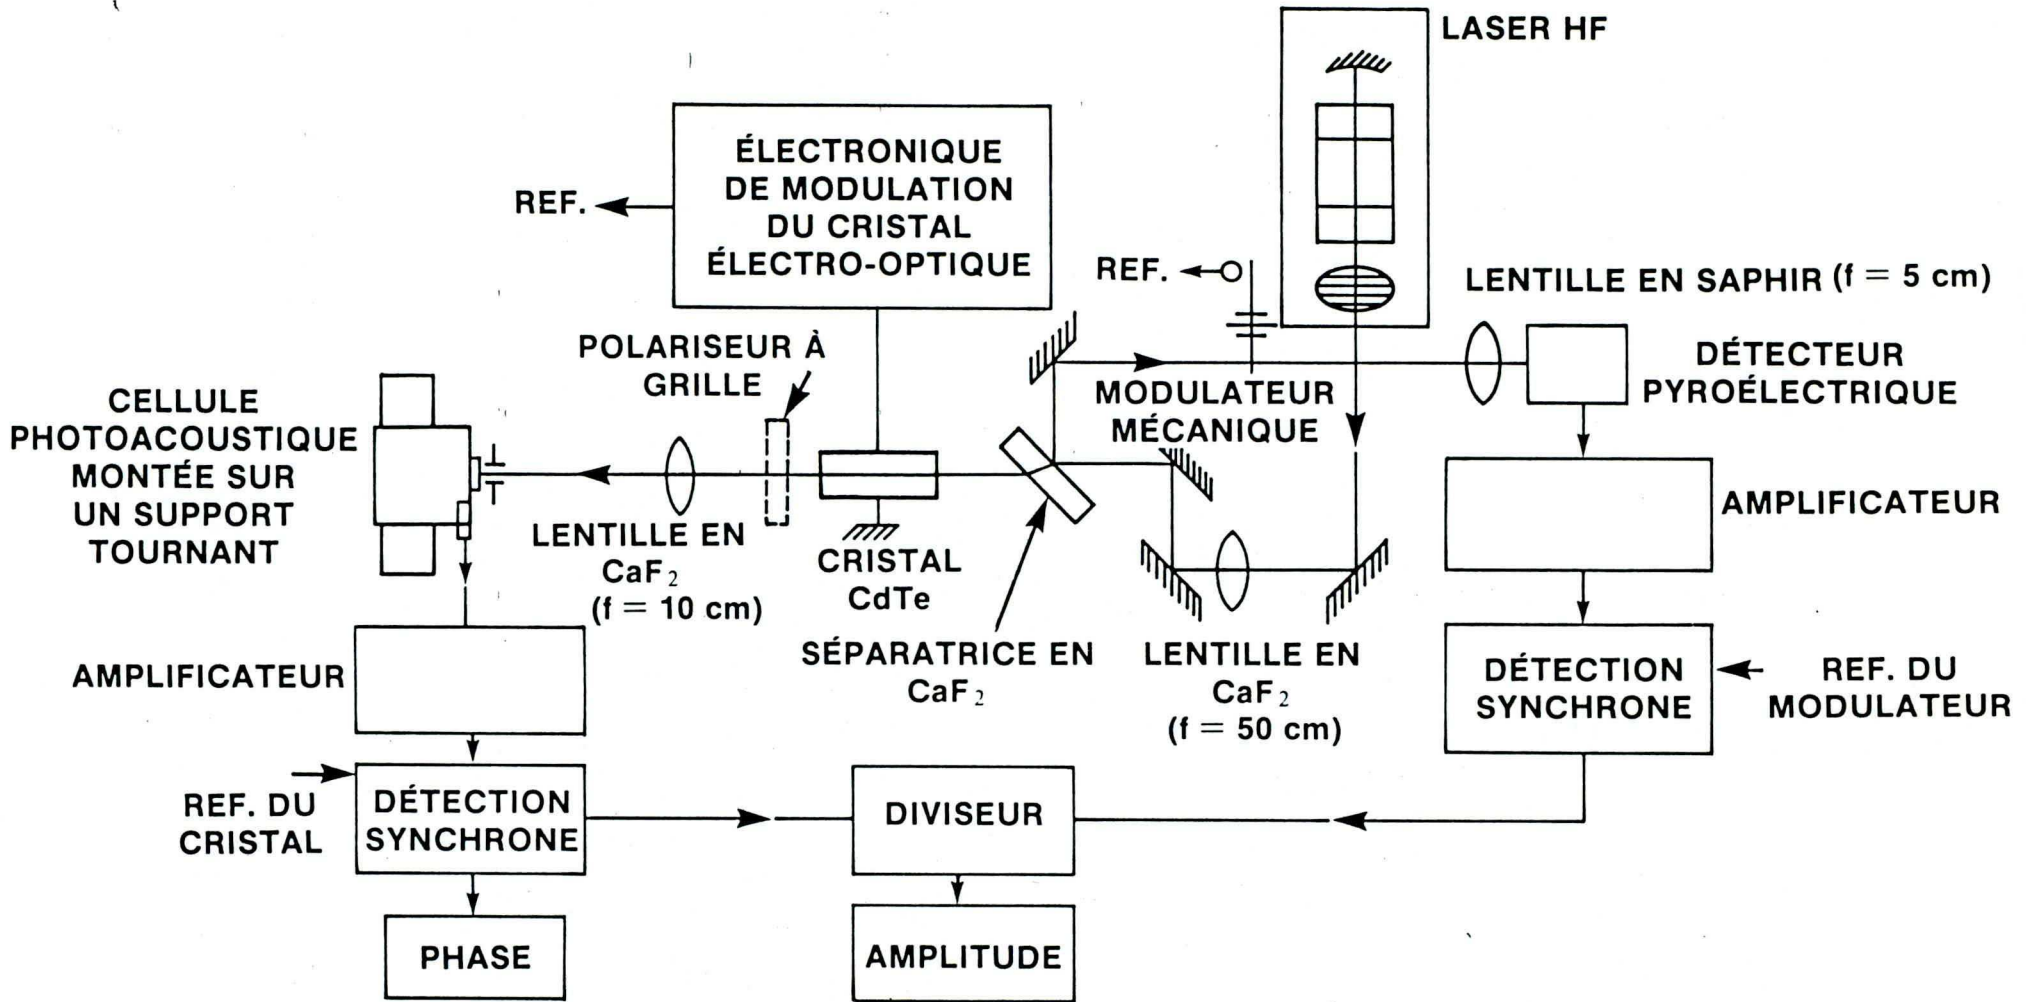 LASER HF
ÉLECTRONIQUE
DE MODULATION
DU CRISTAL
ÉLECTRO-OPTIQUE
REF.
REF.
LENTILLE EN SAPHIR (f = 5 cm)
POLARISEUR À
GRILLE
DÉTECTEUR
PYROÉLECTRIQUE
MODULATEUR
MÉCANIQUE
CELLULE
PHOTOACOUSTIQUE
MONTÉE SUR
UN SUPPORT
TOURNANT
LENTILLE EN
CaF₂
(f = 10 cm)
CRISTAL
CdTe
AMPLIFICATEUR
SÉPARATRICE EN
CaF₂
LENTILLE EN
CaF₂
(f = 50 cm)
AMPLIFICATEUR
DÉTECTION
SYNCHRONE
REF. DU
MODULATEUR
REF. DU
CRISTAL
DÉTECTION
SYNCHRONE
DIVISEUR
PHASE
AMPLITUDE